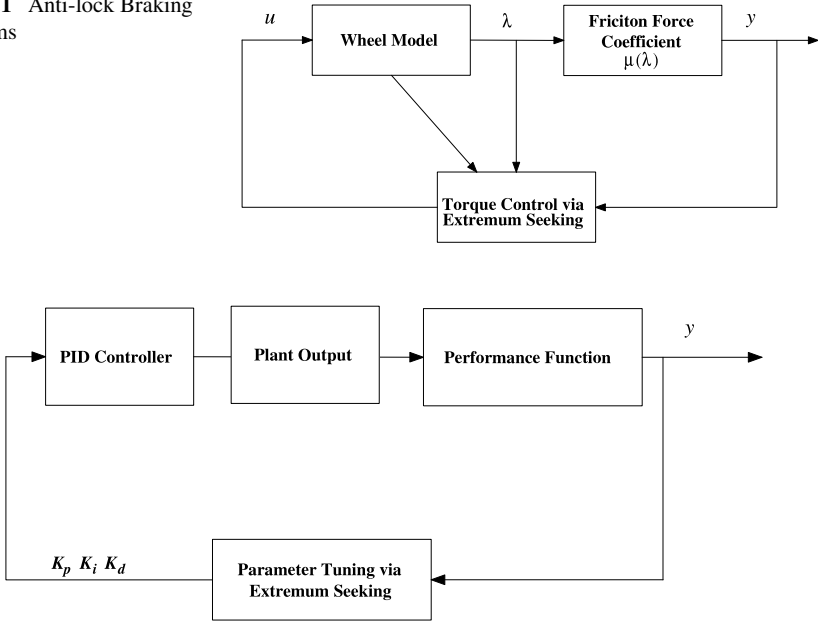 1 Anti-lock Braking
ns
u
λ
y
Wheel Model
Friciton Force
Coefficient
μ(λ)
Torque Control via
Extremum Seeking
y
PID Controller
Plant Output
Performance Function
Kp Ki Kd
Parameter Tuning via
Extremum Seeking